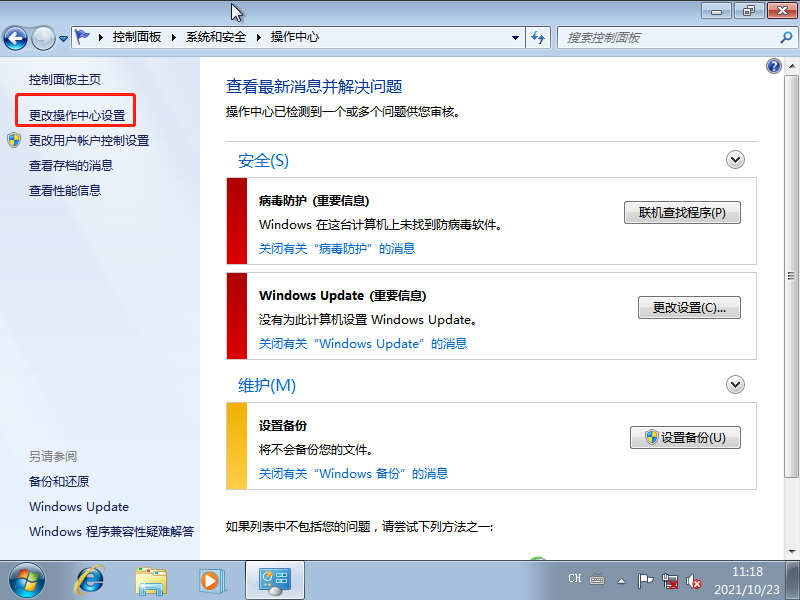 控制面板 系统和安全 操作中心
搜索控制面板
控制面板主页
更改操作中心设置
更改用户帐户控制设置
查看存档的消息
查看性能信息
查看最新消息并解决问题
操作中心已检测到一个或多个问题供您审核。
安全(S)
病毒防护 (重要信息)
Windows 在这台计算机上未找到防病毒软件。
关闭有关“病毒防护”的消息
联机查找程序(P)
Windows Update (重要信息)
没有为此计算机设置 Windows Update。
关闭有关“Windows Update”的消息
更改设置(C)...
维护(M)
设置备份
将不会备份您的文件。
关闭有关“Windows 备份”的消息
设置备份(U)
如果列表中不包括您的问题，请尝试下列方法之一:
另请参阅
备份和还原
Windows Update
Windows 程序兼容性疑难解答
CH
11:18
2021/10/23